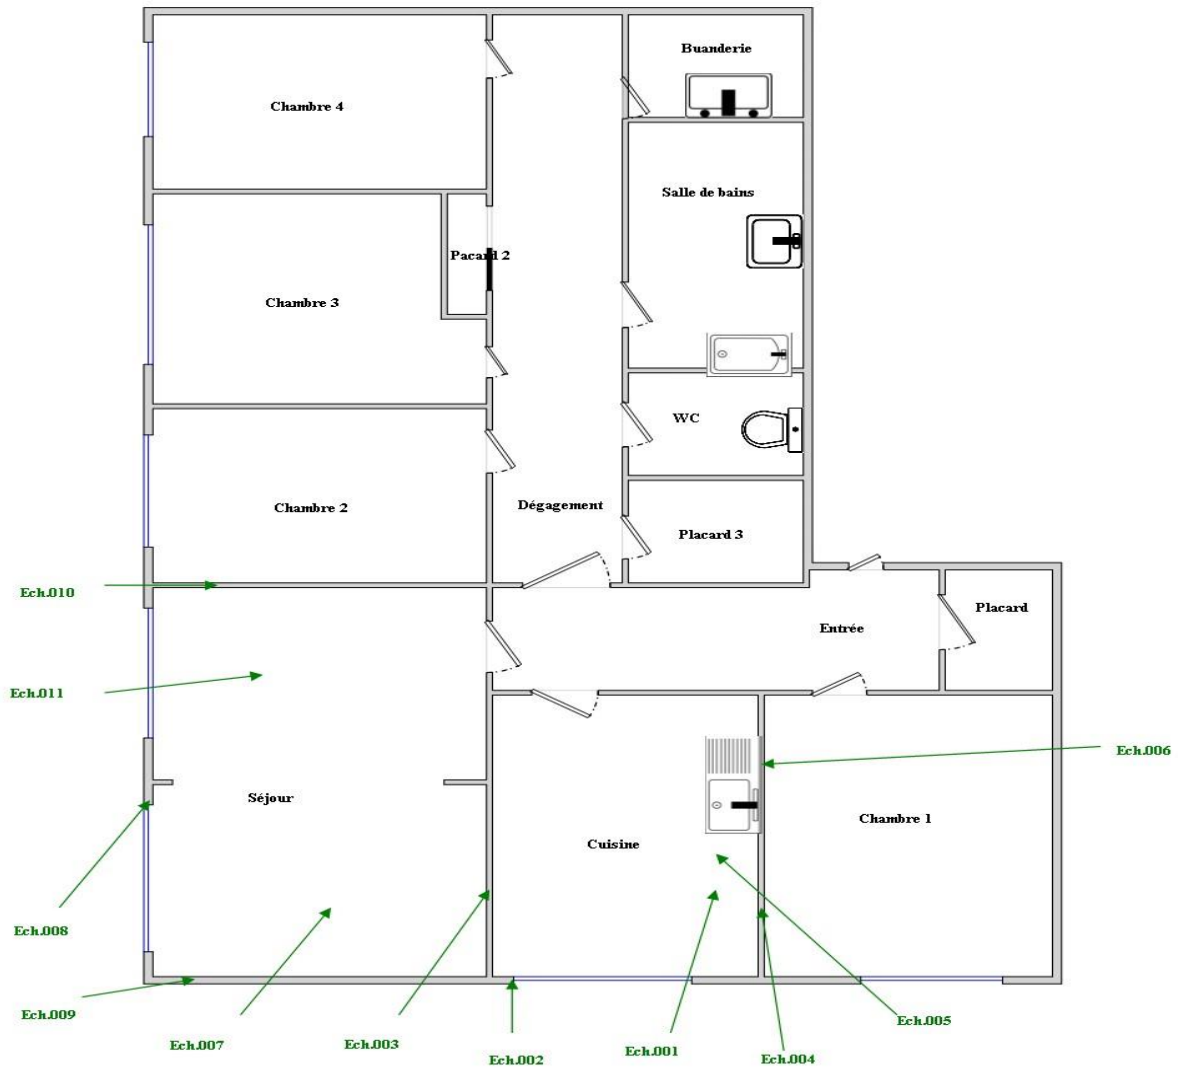 Buanderie
Chambre 4
Salle de bains
Pacard 2
Chambre 3
WC
Dégagement
Chambre 2
Placard 3
Ech.010
Placard
Entrée
Ech.011
Ech.006
Séjour
Chambre 1
Cuisine
Ech.008
Ech.009
Ech.005
Ech.007
Ech.003
Ech.001
Ech.002
Ech.004